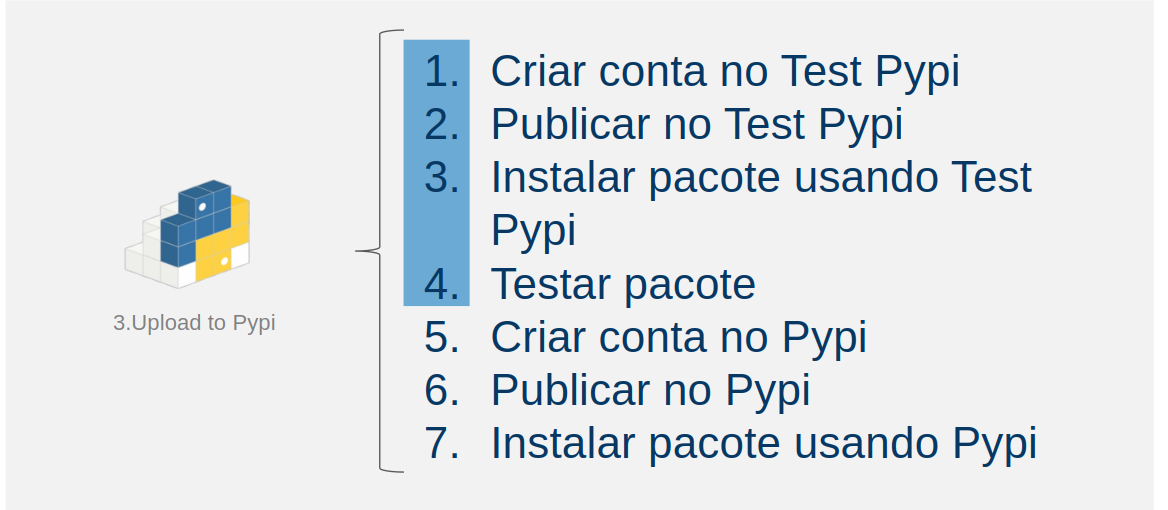 1. Criar conta no Test Pypi
2. Publicar no Test Pypi
3. Instalar pacote usando Test
Pypi
4. Testar pacote
5. Criar conta no Pypi
6. Publicar no Pypi
7. Instalar pacote usando Pypi
3.Upload to Pypi